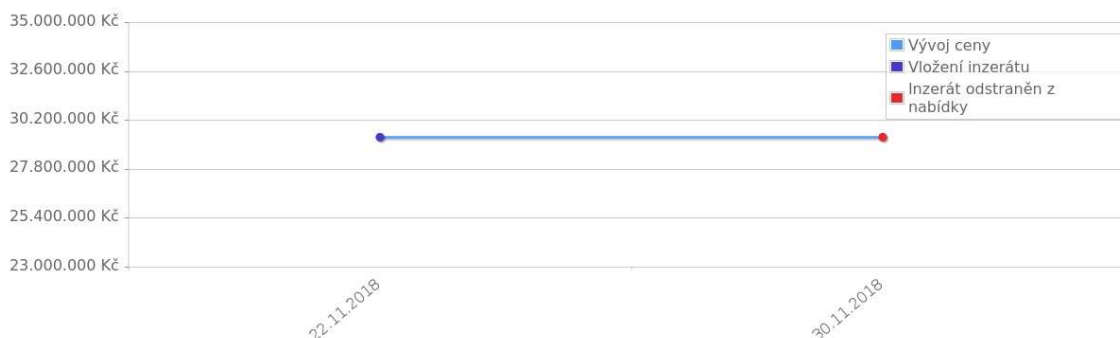 35.000.000 Kč
32.600.000 Kč
30.200.000 Kč
27.800.000 Kč
25.400.000 Kč
23.000.000 Kč
Vývoj ceny
Vložení inzerátu
Inzerát odstraněn z
nabídky
22.11.2018
30.11.2018